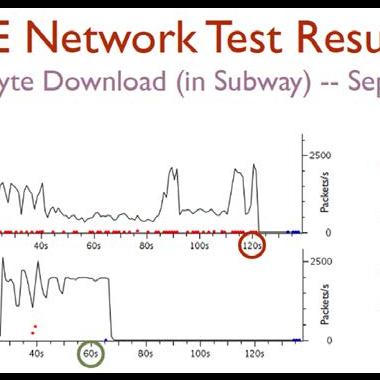 E Network Test Resu
yte Download (in Subway) -- Sep
2500
0
Packets/s
40s 60s 80s 100s 120s
2500
0
Packets/s
40s 60s 80s 100s 120s